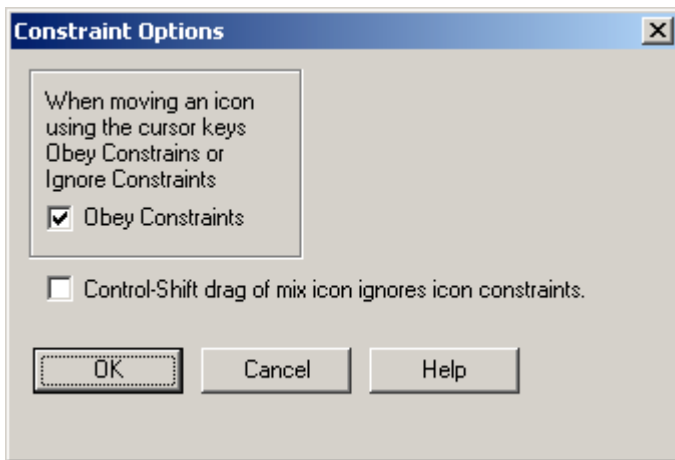 Constraint Options
When moving an icon
using the cursor keys
Obey Constrains or
Ignore Constraints
Obey Constraints
Control-Shift drag of mix icon ignores icon constraints.
OK Cancel Help